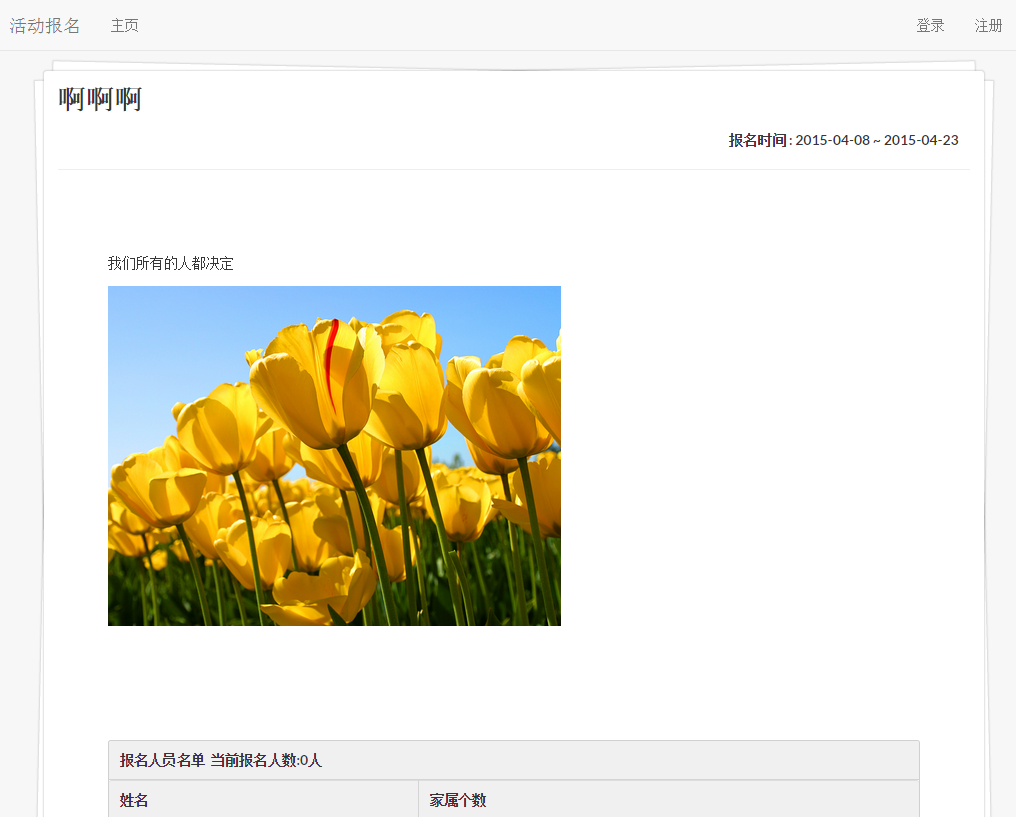 活动报名 主页 登录 注册
啊啊啊
报名时间 : 2015-04-08 ~ 2015-04-23
我们所有的人都决定
报名人员名单 当前报名人数:0人
姓名 家属个数